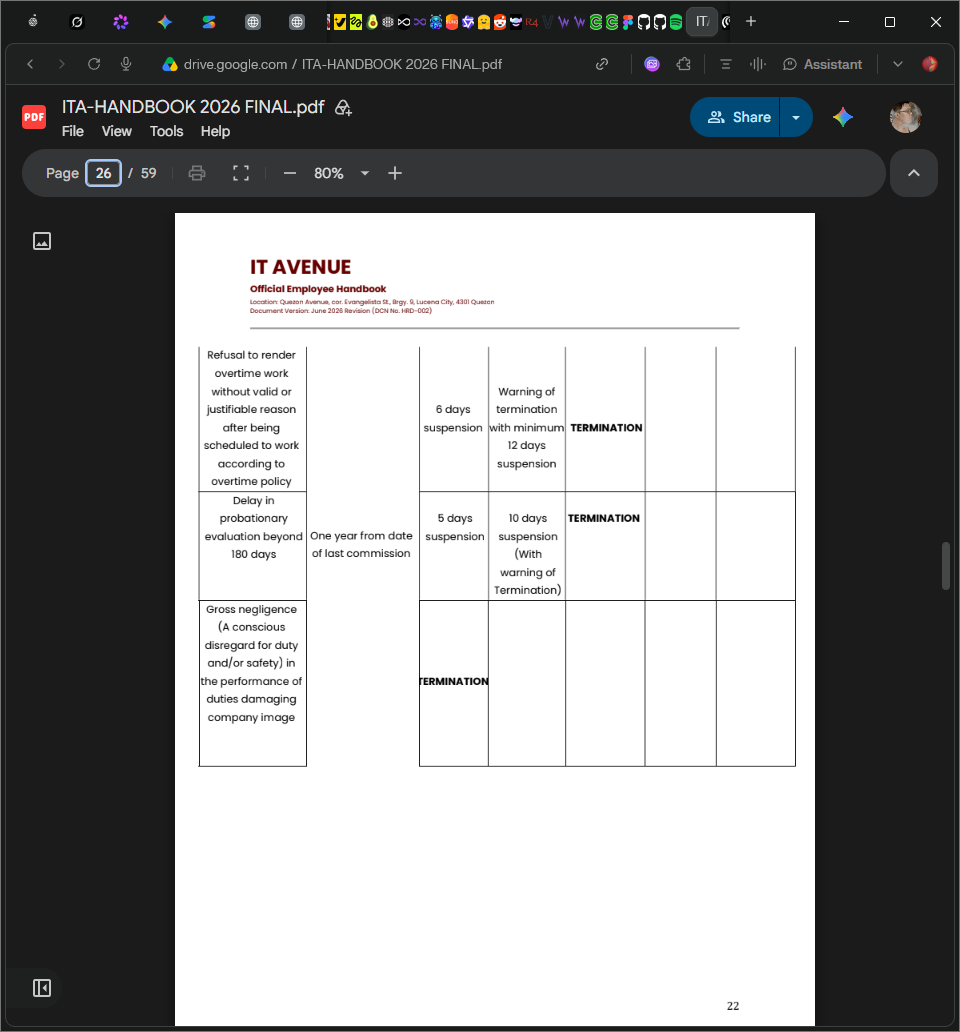 IT/
drive.google.com / ITA-HANDBOOK 2026 FINAL.pdf
Assistant
PDF
ITA-HANDBOOK 2026 FINAL.pdf
File View Tools Help
Share
Page 26 / 59
80%
IT AVENUE
Official Employee Handbook
Location: Quezon Avenue, cor. Evangelista St., Brgy. 9, Lucena City, 4301 Quezon
Document Version: June 2026 Revision (DCN No. HRD-002)
Refusal to render
overtime work
without valid or
justifiable reason
after being
scheduled to work
according to
overtime policy
6 days
suspension
Warning of
termination
with minimum
12 days
suspension
TERMINATION
Delay in
probationary
evaluation beyond
180 days
One year from date
of last commission
5 days
suspension
10 days
suspension
(With
warning of
Termination)
TERMINATION
Gross negligence
(A conscious
disregard for duty
and/or safety) in
the performance of
duties damaging
company image
TERMINATION
22